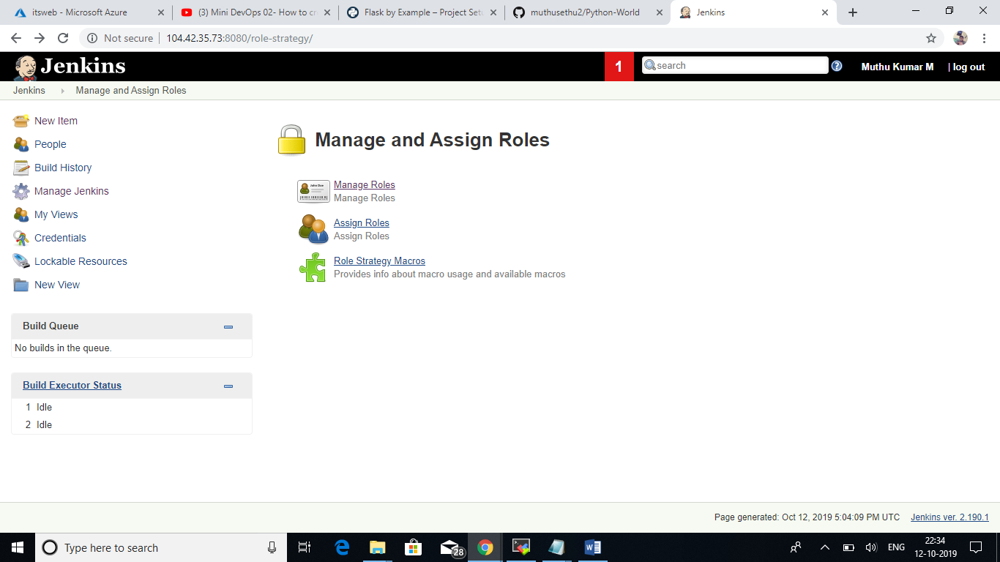 itsweb - Microsoft Azure
(3) Mini DevOps 02- How to cr
Flask by Example – Project Setu
muthusethu2/Python-World
Jenkins
Not secure
104.42.35.73:8080/role-strategy/
Jenkins
1
search
Muthu Kumar M
| log out
Jenkins
Manage and Assign Roles
New Item
People
Build History
Manage Jenkins
My Views
Credentials
Lockable Resources
New View
Build Queue
No builds in the queue.
Build Executor Status
1 Idle
2 Idle
Manage and Assign Roles
John Doe
Manage Roles
Manage Roles
Assign Roles
Assign Roles
Role Strategy Macros
Provides info about macro usage and available macros
Page generated: Oct 12, 2019 5:04:09 PM UTC
Jenkins ver. 2.190.1
Type here to search
28
ENG
22:34
12-10-2019